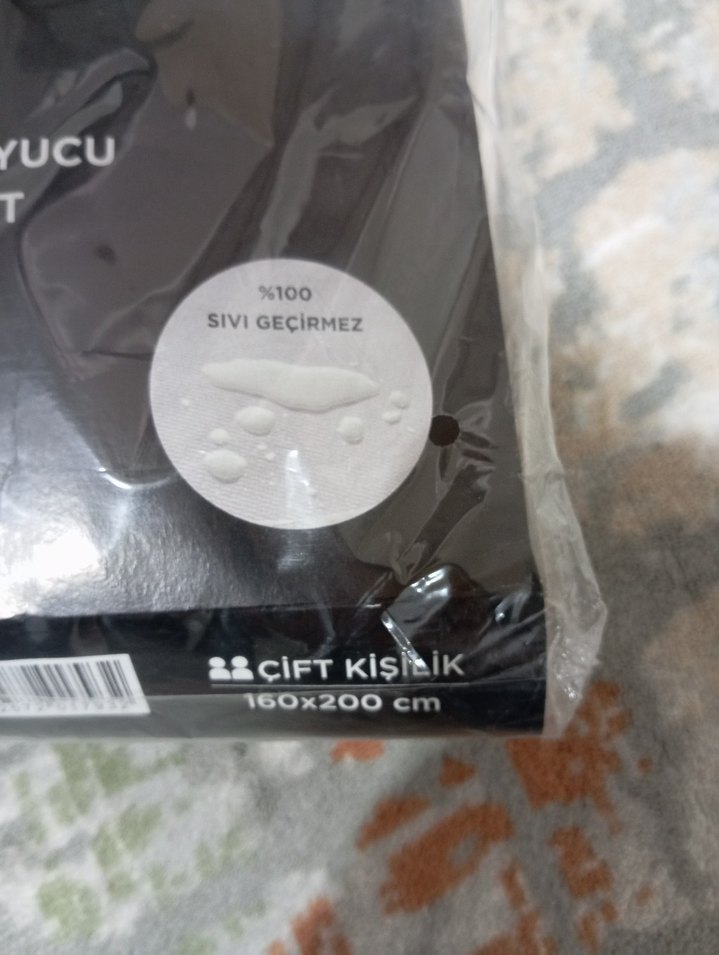 YUCU
T
%100
SIVI GEÇİRMEZ
ÇİFT KİŞİLİK
160x200 cm